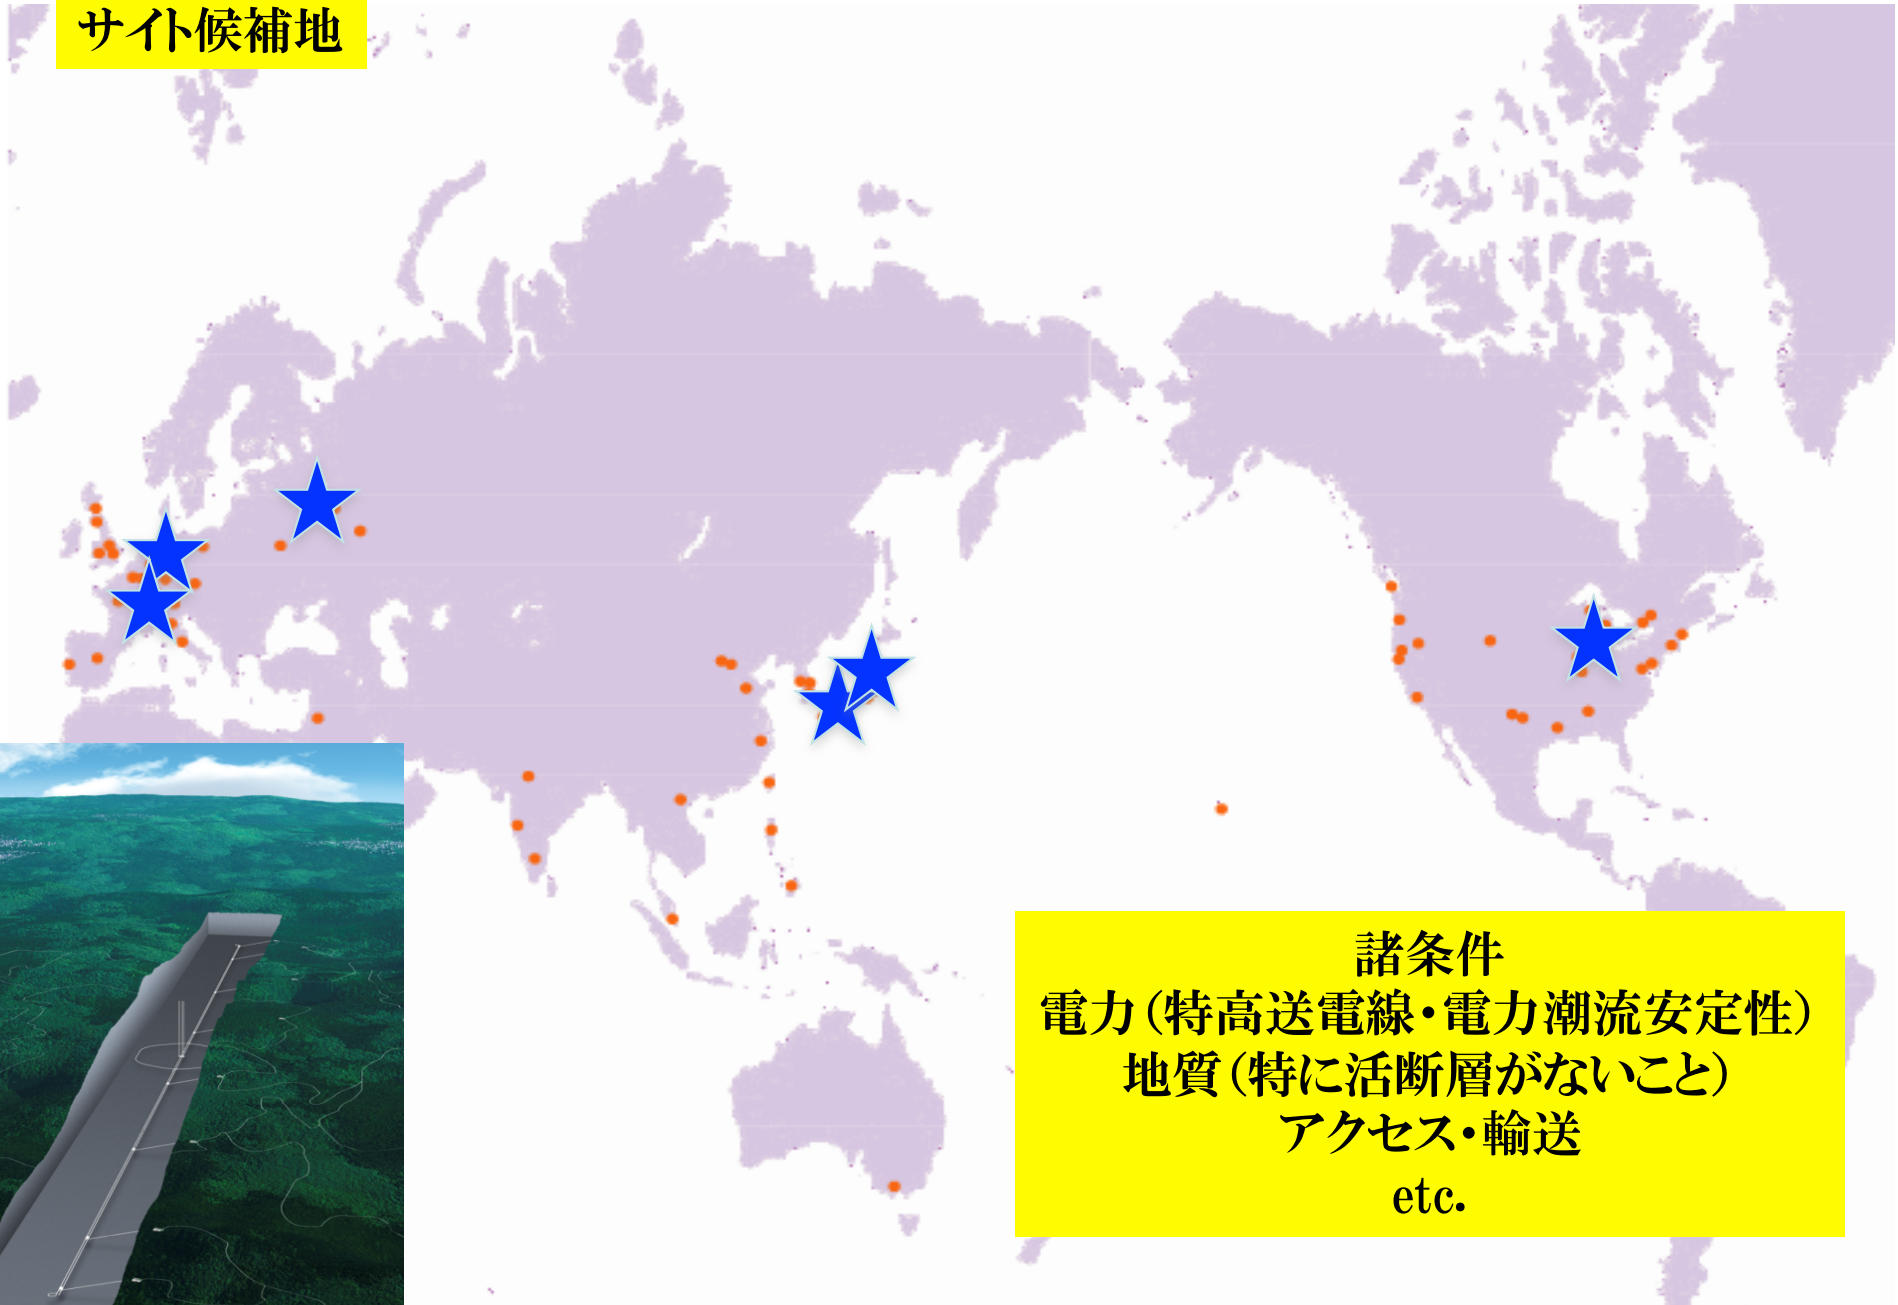 サイト候補地
諸条件
電力（特高送電線・電力潮流安定性）
地質（特に活断層がないこと）
アクセス・輸送
etc.